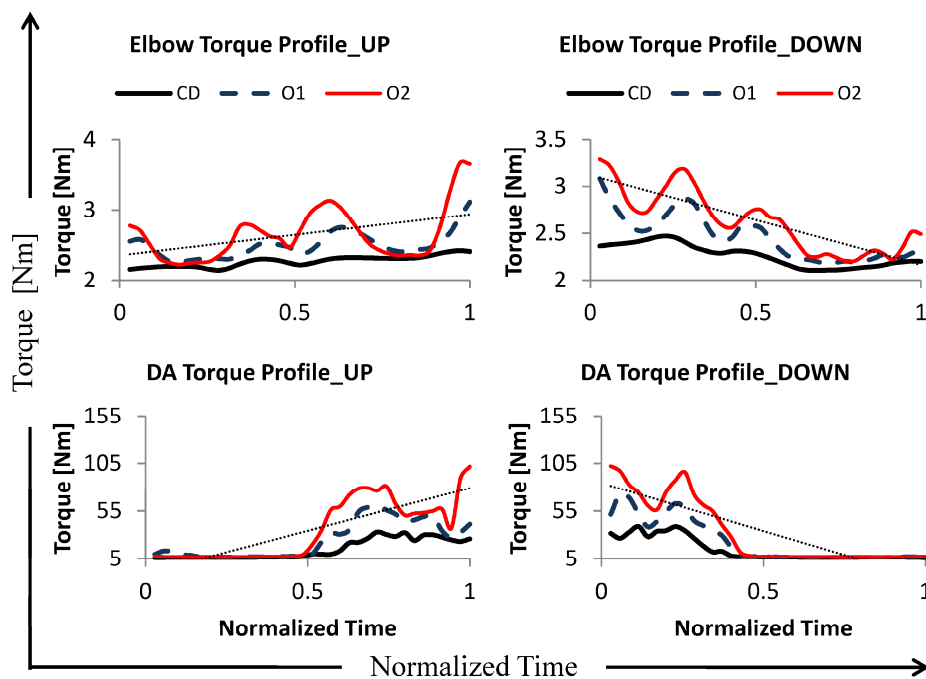 Elbow Torque Profile_UP
CD O1 O2
Torque [Nm]
4
3
2
0 0.5 1
Elbow Torque Profile_DOWN
CD O1 O2
Torque [Nm]
3.5
3
2.5
2
0 0.5 1
DA Torque Profile_UP
Torque [Nm]
155
105
55
5
0 0.5 1
Normalized Time
DA Torque Profile_DOWN
Torque [Nm]
155
105
55
5
0 0.5 1
Normalized Time
Torque [Nm]
Normalized Time